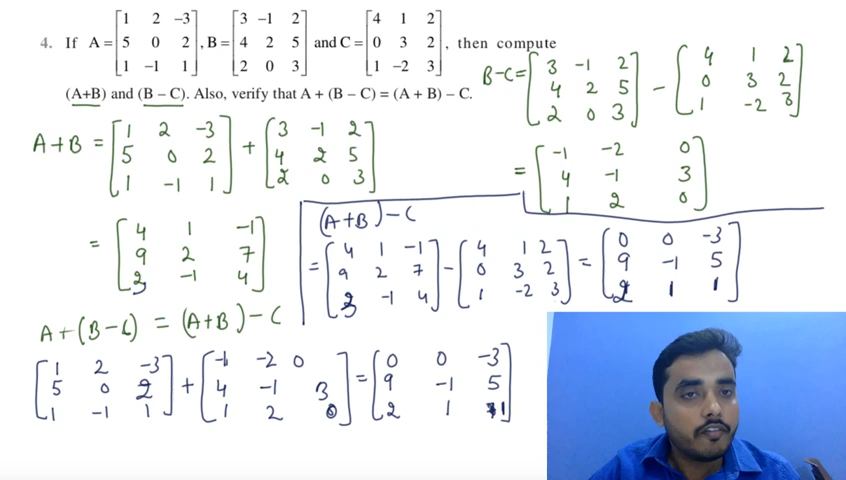 4. If A = [1 2 −3; 5 0 2; 1 −1 1], B = [3 −1 2; 4 2 5; 2 0 3] and C = [4 1 2; 0 3 2; 1 −2 3], then compute
(A+B) and (B – C). Also, verify that A + (B – C) = (A + B) – C.
B-C = [3 -1 2; 4 2 5; 2 0 3] - [4 1 2; 0 3 2; 1 -2 3]
= [-1 -2 0; 4 -1 3; 1 2 0]
A+B = [1 2 -3; 5 0 2; 1 -1 1] + [3 -1 2; 4 2 5; 2 0 3]
= [4 1 -1; 9 2 7; 3 -1 4]
(A+B)-C
= [4 1 -1; 9 2 7; 3 -1 4] - [4 1 2; 0 3 2; 1 -2 3] = [0 0 -3; 9 -1 5; 2 1 1]
A+(B-C) = (A+B)-C
[1 2 -3; 5 0 2; 1 -1 1] + [-1 -2 0; 4 -1 3; 1 2 0] = [0 0 -3; 9 -1 5; 2 1 1]